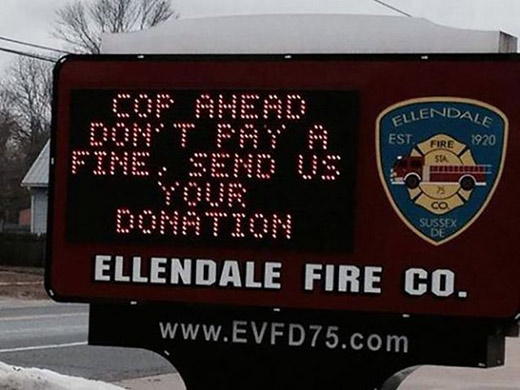 COP AHEAD
DON'T PAY A
FINE. SEND US
YOUR
DONATION
ELLENDALE
EST. 1920
FIRE
STA.
75
CO.
SUSSEX
DE
ELLENDALE FIRE CO.
www.EVFD75.com